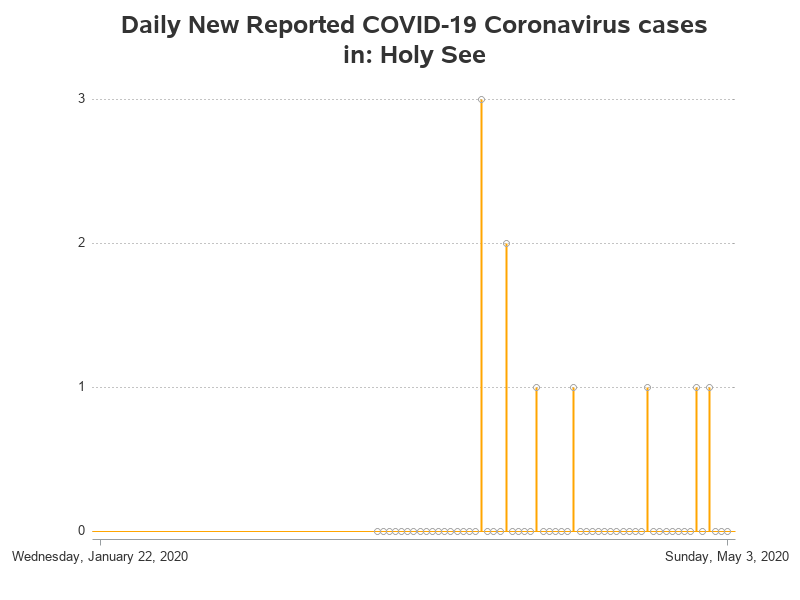 Daily New Reported COVID-19 Coronavirus cases
in: Holy See
3
2
1
0
Wednesday, January 22, 2020
Sunday, May 3, 2020